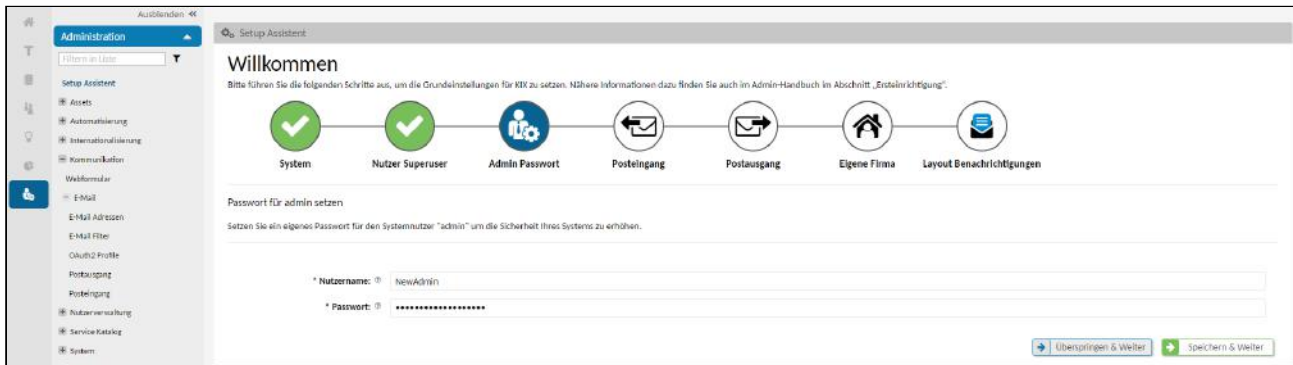 Ausblenden «
Administration
Filtern in Liste
Setup Assistent
Assets
Automatisierung
Internationalisierung
Kommunikation
Webformular
E-Mail
E-Mail Adressen
E-Mail Filter
OAuth2 Profile
Postausgang
Posteingang
Nutzerverwaltung
Service Katalog
System
Setup Assistent
Willkommen
Bitte führen Sie die folgenden Schritte aus, um die Grundeinstellungen für KIX zu setzen. Nähere Informationen dazu finden Sie auch im Admin-Handbuch im Abschnitt „Ersteinrichtung“.
System
Nutzer Superuser
Admin Passwort
Posteingang
Postausgang
Eigene Firma
Layout Benachrichtigungen
Passwort für admin setzen
Setzen Sie ein eigenes Passwort für den Systemnutzer "admin" um die Sicherheit Ihres Systems zu erhöhen.
* Nutzername: NewAdmin
* Passwort: •••••••••••••••••••
Überspringen & Weiter
Speichern & Weiter